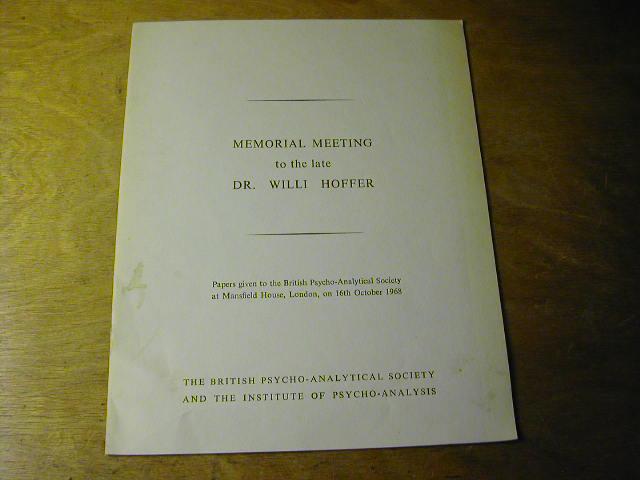 MEMORIAL MEETING
to the late
DR. WILLI HOFFER
Papers given to the British Psycho-Analytical Society
at Mansfield House, London, on 16th October 1968
THE BRITISH PSYCHO-ANALYTICAL SOCIETY
AND THE INSTITUTE OF PSYCHO-ANALYSIS